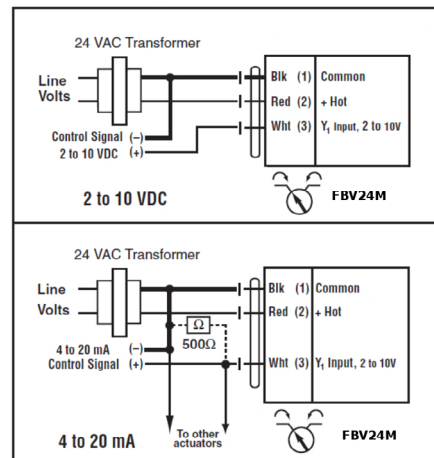 24 VAC Transformer
Line
Volts
Blk (1) Common
Red (2) + Hot
Wht (3) Y1 Input, 2 to 10V
Control Signal (–)
2 to 10 VDC (+)
2 to 10 VDC
FBV24M
24 VAC Transformer
Line
Volts
Blk (1) Common
Red (2) + Hot
Ω
500Ω
4 to 20 mA (–)
Control Signal (+)
Wht (3) Y1 Input, 2 to 10V
4 to 20 mA
To other
actuators
FBV24M